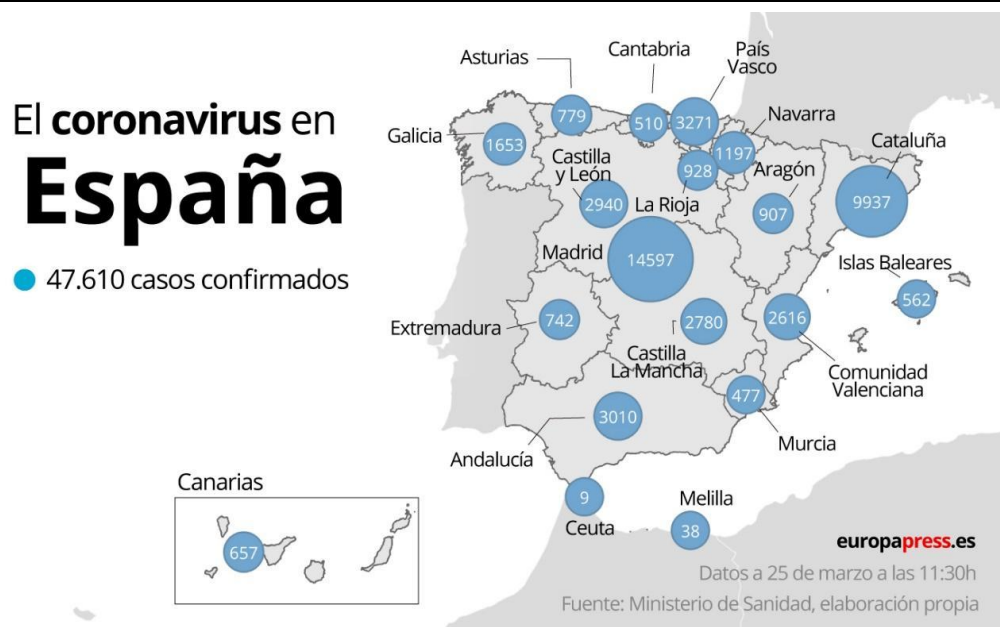 El coronavirus en
España
47.610 casos confirmados
Asturias
779
Cantabria
510
País
Vasco
3271
Navarra
1197
Galicia
1653
Castilla
y León
2940
La Rioja
928
Aragón
907
Cataluña
9937
Madrid
14597
Islas Baleares
562
Extremadura
742
Castilla
La Mancha
2780
Comunidad
Valenciana
2616
Murcia
477
Andalucía
3010
Canarias
657
Ceuta
9
Melilla
38
europapress.es
Datos a 25 de marzo a las 11:30h
Fuente: Ministerio de Sanidad, elaboración propia